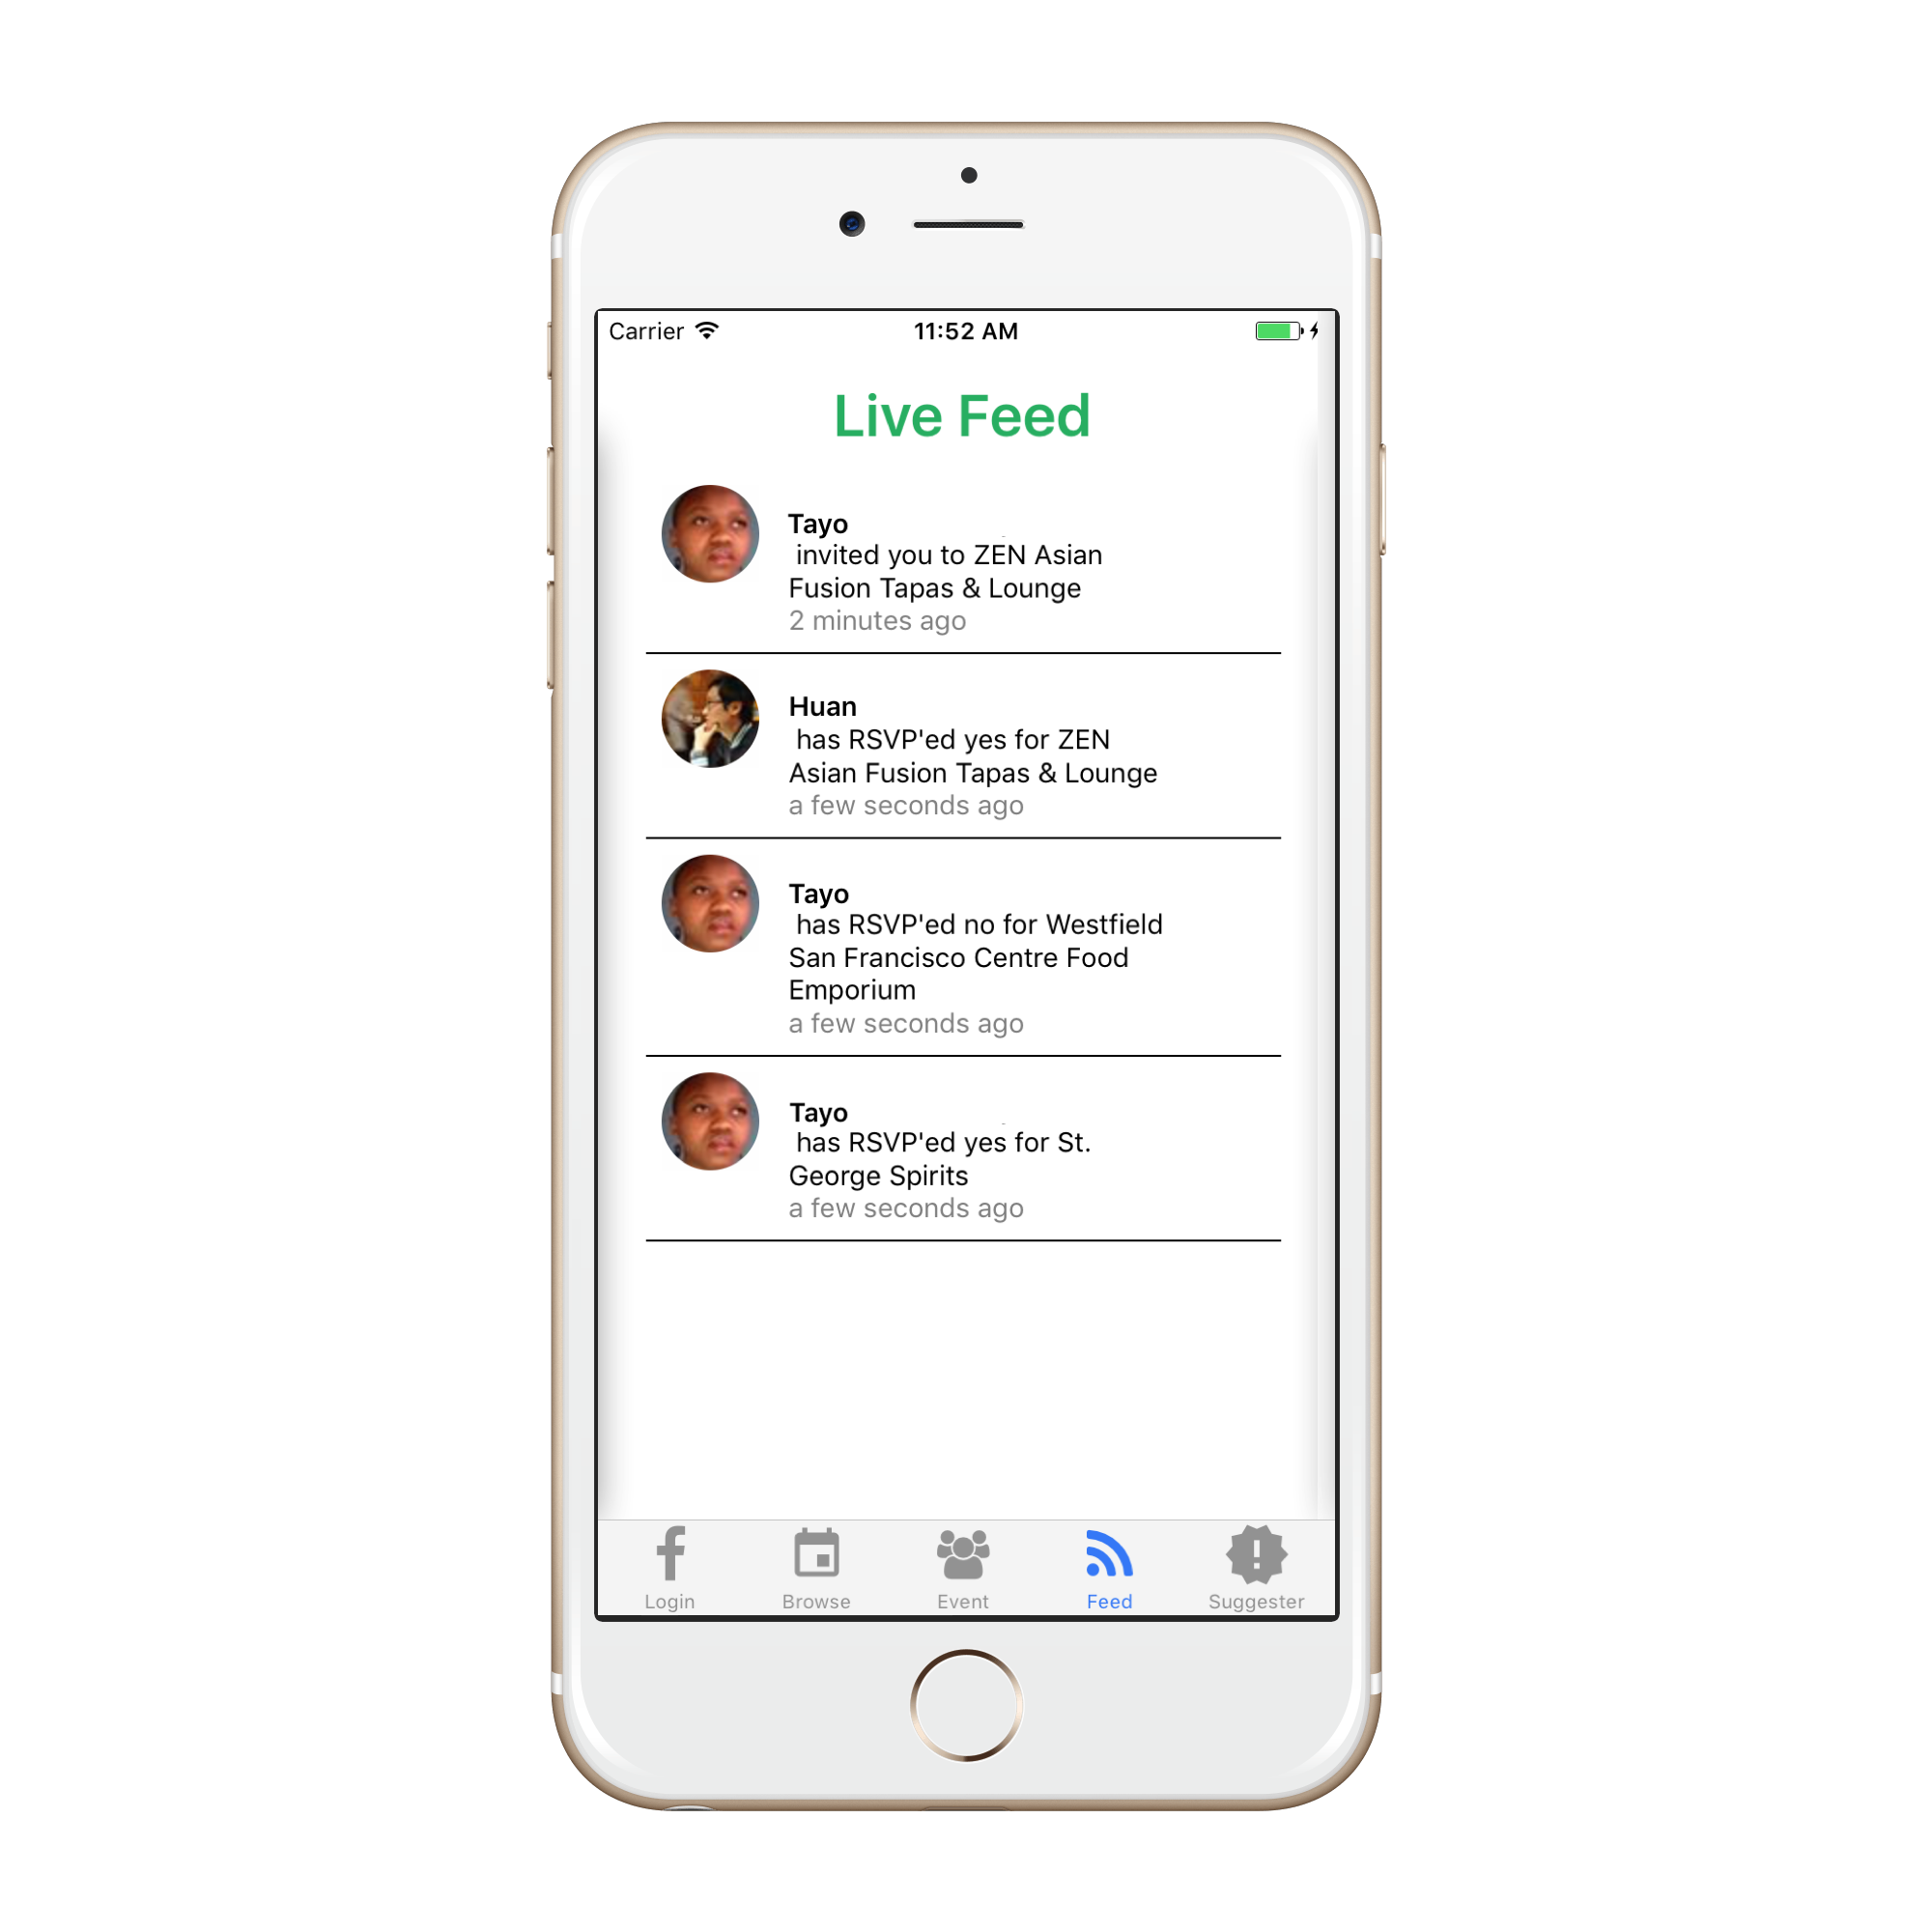 Carrier 11:52 AM
Live Feed
Tayo
invited you to ZEN Asian
Fusion Tapas & Lounge
2 minutes ago
Huan
has RSVP'ed yes for ZEN
Asian Fusion Tapas & Lounge
a few seconds ago
Tayo
has RSVP'ed no for Westfield
San Francisco Centre Food
Emporium
a few seconds ago
Tayo
has RSVP'ed yes for St.
George Spirits
a few seconds ago
Login Browse Event Feed Suggester